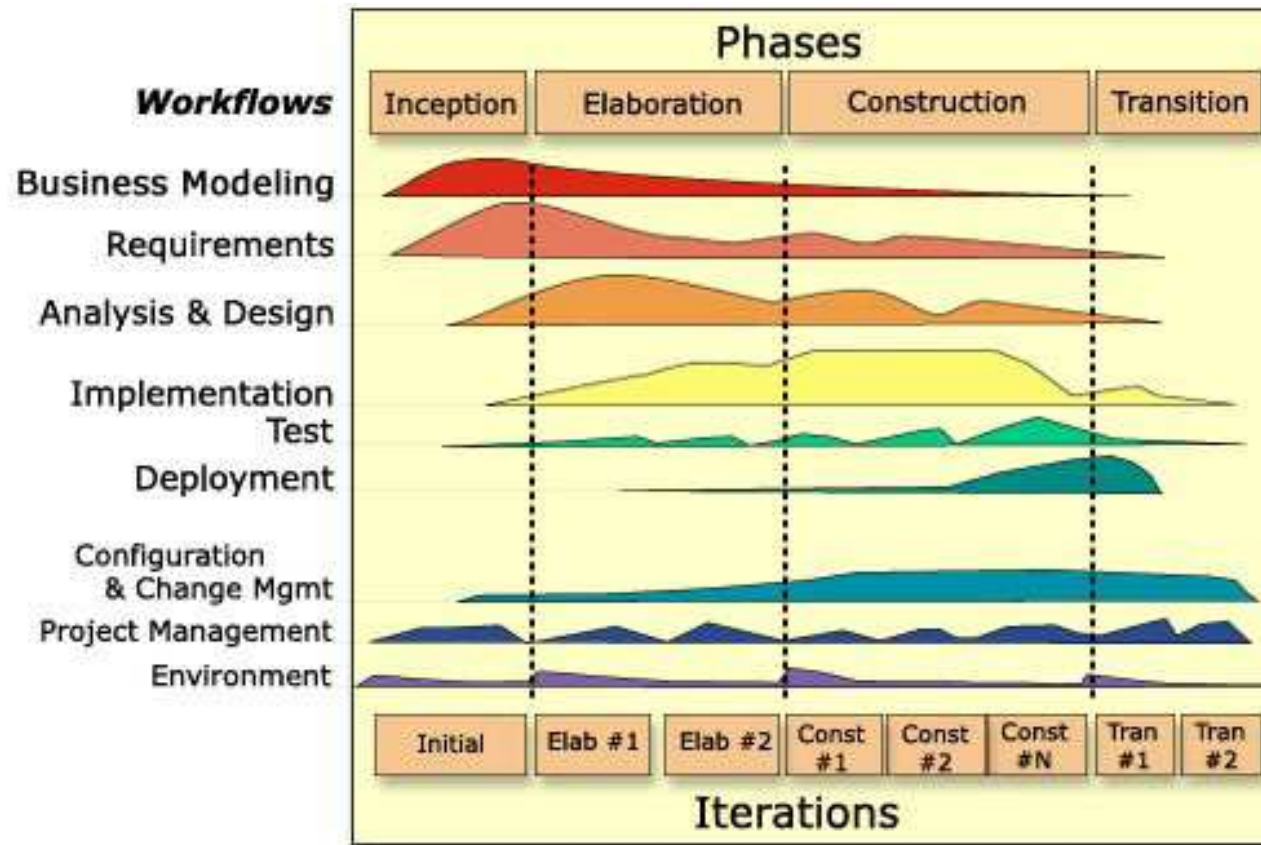 Phases
Workflows
Inception
Elaboration
Construction
Transition
Business Modeling
Requirements
Analysis & Design
Implementation
Test
Deployment
Configuration
& Change Mgmt
Project Management
Environment
Initial
Elab #1
Elab #2
Const
#1
Const
#2
Const
#N
Tran
#1
Tran
#2
Iterations